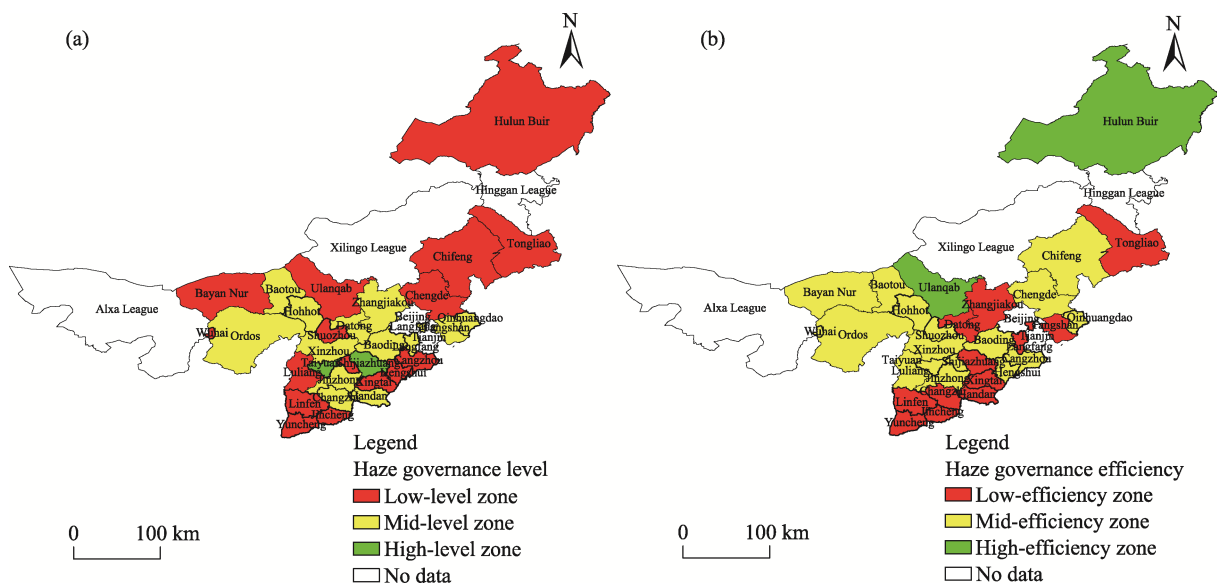 (a)
N
Hulun Buir
Hinggan League
Xilingo League
Tongliao
Chifeng
Alxa League
Bayan Nur
Baotou
Ulanqab
Zhangjiakou
Chengde
Hohhot
Beijing
Qinhuangdao
Wuhai
Ordos
Datong
Shuozhou
Baoding
Xinzhou
Taiyuan
Shijiazhuang
Cangzhou
Luliang
Jinzhong
Xingtai
Hengshui
Linfen
Handan
Jincheng
Yuncheng
Legend
Haze governance level
Low-level zone
Mid-level zone
High-level zone
No data
0 100 km
(b)
N
Hulun Buir
Hinggan League
Xilingo League
Tongliao
Chifeng
Alxa League
Bayan Nur
Baotou
Ulanqab
Zhangjiakou
Chengde
Hohhot
Beijing
Qinhuangdao
Wuhai
Ordos
Datong
Tangshan
Shuozhou
Tianjin
Baoding
Langfang
Xinzhou
Taiyuan
Shijiazhuang
Cangzhou
Luliang
Hengshui
Jinzhong
Xingtai
Changzhi
Handan
Linfen
Jincheng
Yuncheng
Legend
Haze governance efficiency
Low-efficiency zone
Mid-efficiency zone
High-efficiency zone
No data
0 100 km